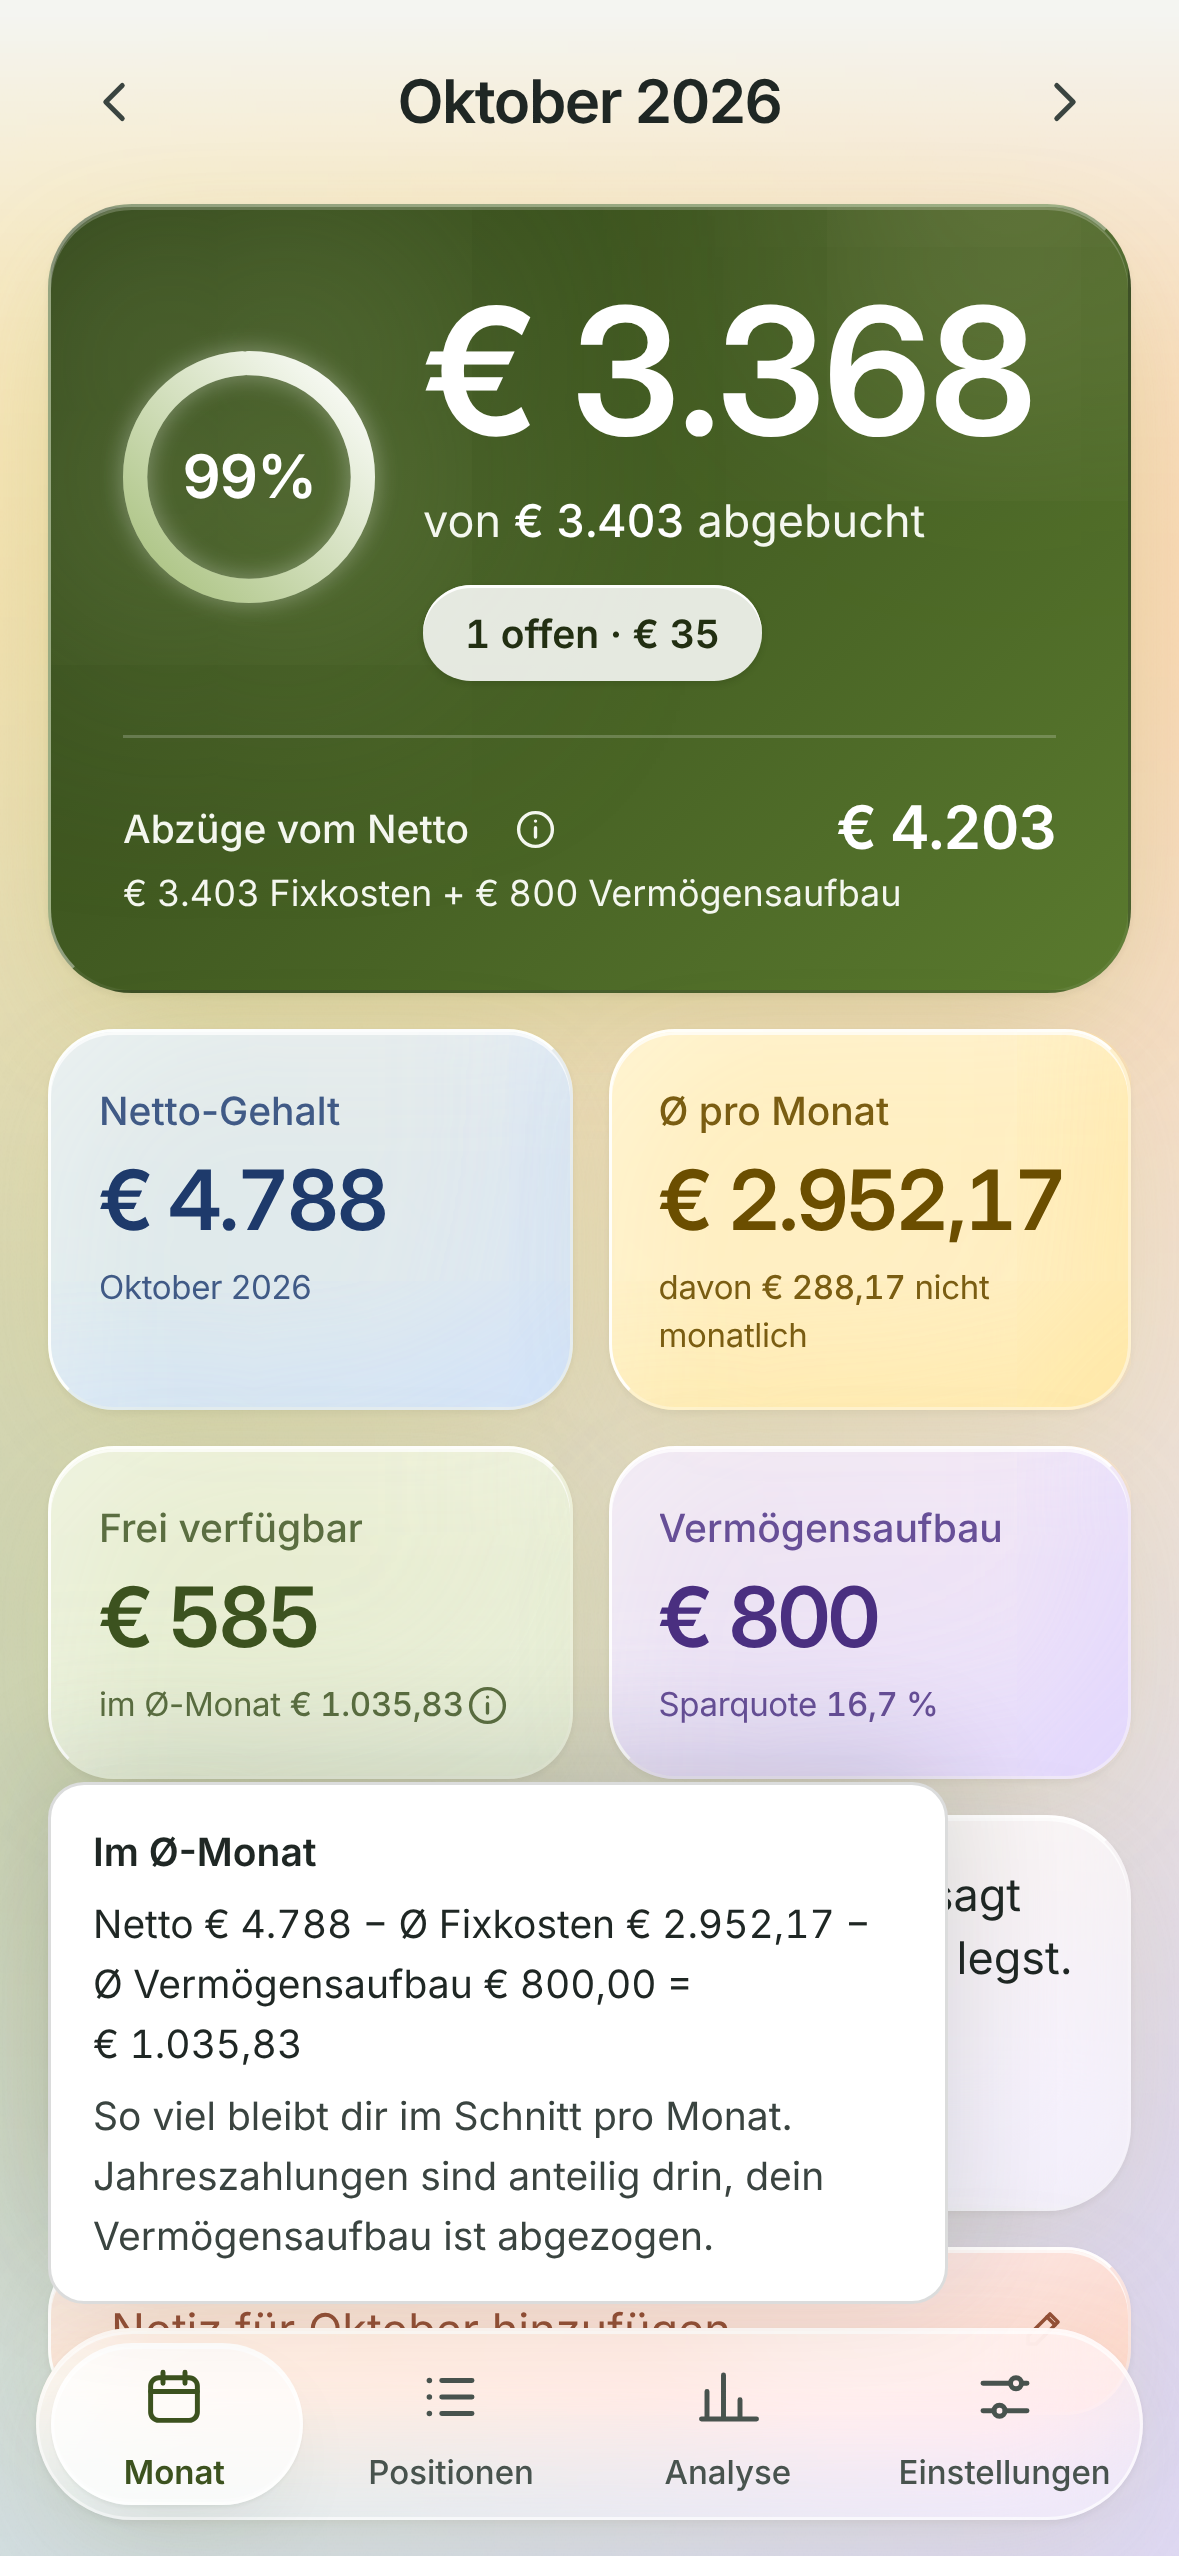 Oktober 2026
€ 3.368
99%
von € 3.403 abgebucht
1 offen · € 35
Abzüge vom Netto
€ 4.203
€ 3.403 Fixkosten + € 800 Vermögensaufbau
Netto-Gehalt
€ 4.788
Oktober 2026
Ø pro Monat
€ 2.952,17
davon € 288,17 nicht
monatlich
Frei verfügbar
€ 585
im Ø-Monat € 1.035,83
Vermögensaufbau
€ 800
Sparquote 16,7 %
Im Ø-Monat
Netto € 4.788 − Ø Fixkosten € 2.952,17 −
Ø Vermögensaufbau € 800,00 =
€ 1.035,83
So viel bleibt dir im Schnitt pro Monat.
Jahreszahlungen sind anteilig drin, dein
Vermögensaufbau ist abgezogen.
legst.
Notiz für Oktober hinzufügen
Monat
Positionen
Analyse
Einstellungen